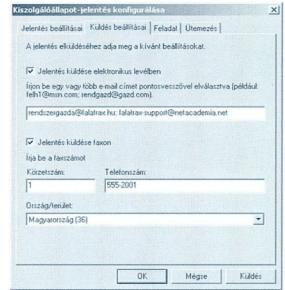 Kiszolgálóállapot-jelentés konfigurálása
Jelentés beállításai Küldés beállításai Feladat Ütemezés
A jelentés elküldéséhez adja meg a kívánt beállításokat.
Jelentés küldése elektronikus levélben
Írjon be egy vagy több e-mail címet pontosvesszővel elválasztva (például:
felh1@msn.com; rendgazd@gazd.com).
rendszergazda@falatrax.hu; falatrax-support@netacademia.net
Jelentés küldése faxon
Írja be a faxszámot
Körzetszám: Telefonszám:
1 555-2001
Ország/terület:
Magyarország (36)
OK Mégse Küldés